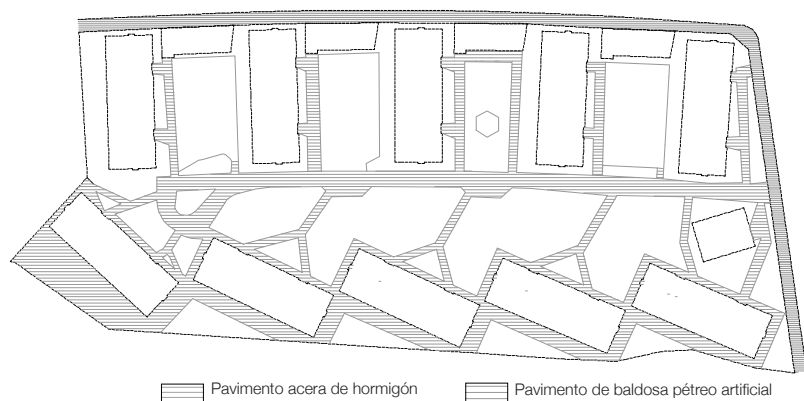 Pavimento acera de hormigón
Pavimento de baldosa pétreo artificial